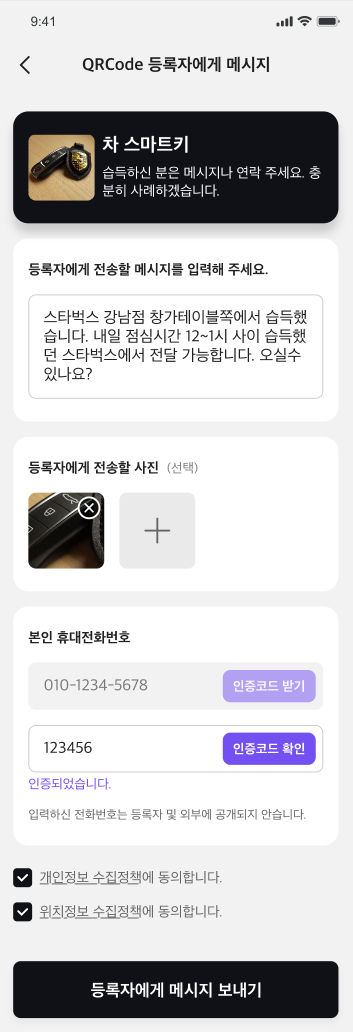 9:41
QRCode 등록자에게 메시지
차 스마트키
습득하신 분은 메시지나 연락 주세요. 충
분히 사례하겠습니다.
등록자에게 전송할 메시지를 입력해 주세요.
스타벅스 강남점 창가테이블쪽에서 습득했
습니다. 내일 점심시간 12~1시 사이 습득했
던 스타벅스에서 전달 가능합니다. 오실수
있나요?
등록자에게 전송할 사진 (선택)
본인 휴대전화번호
010-1234-5678 인증코드 받기
123456 인증코드 확인
인증되었습니다.
입력하신 전화번호는 등록자 및 외부에 공개되지 안습니다.
개인정보 수집정책에 동의합니다.
위치정보 수집정책에 동의합니다.
등록자에게 메시지 보내기